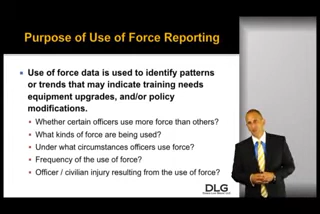 Purpose of Use of Force Reporting
• Use of force data is used to identify patterns
or trends that may indicate training needs
equipment upgrades, and/or policy
modifications.
• Whether certain officers use more force than others?
• What kinds of force are being used?
• Under what circumstances officers use force?
• Frequency of the use of force?
• Officer / civilian injury resulting from the use of force?
DLG